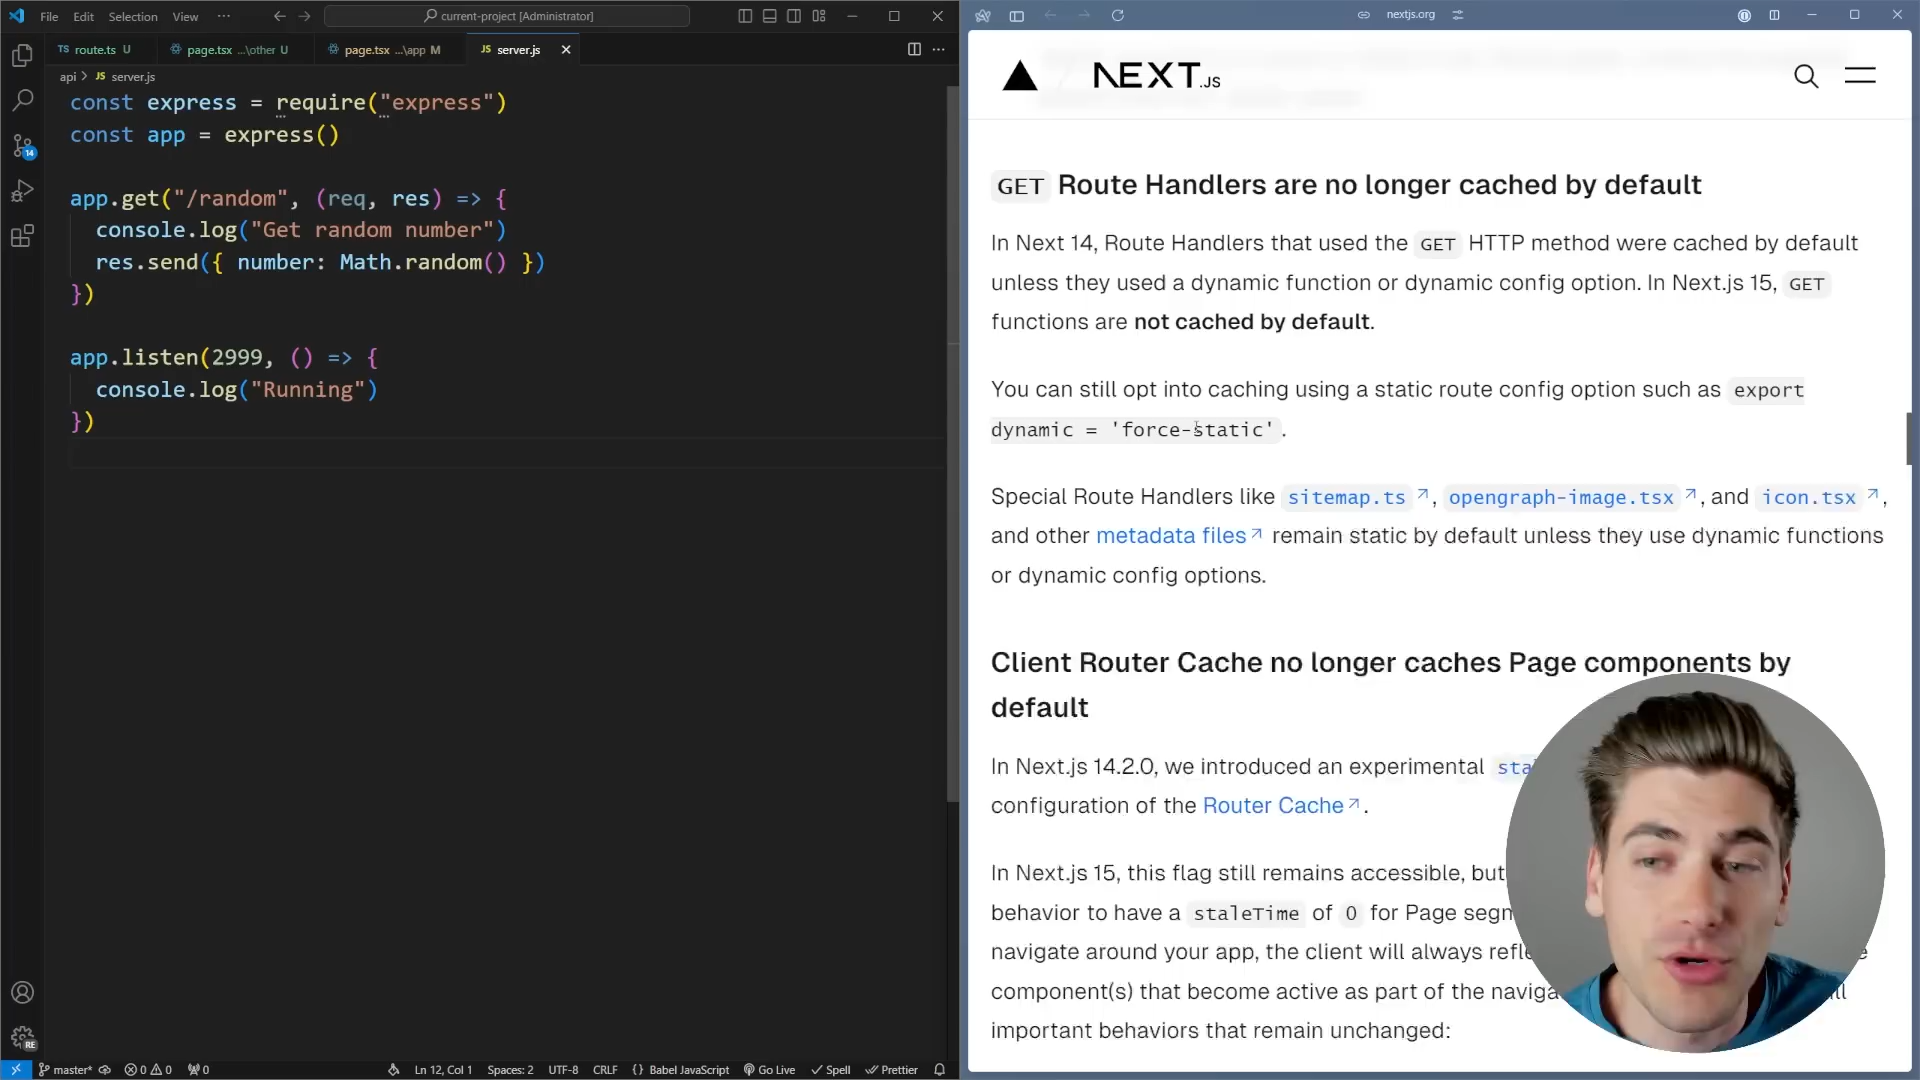 File Edit Selection View ··· current-project [Administrator]
TS route.ts U page.tsx ...\other U page.tsx ...\app M JS server.js
api > JS server.js
const express = require("express")
const app = express()
app.get("/random", (req, res) => {
console.log("Get random number")
res.send({ number: Math.random() })
})
app.listen(2999, () => {
console.log("Running")
})
14
RE
master* 0 0 0 Ln 12, Col 1 Spaces: 2 UTF-8 CRLF {} Babel JavaScript Go Live Spell Prettier
nextjs.org
NEXT.JS
GET Route Handlers are no longer cached by default
In Next 14, Route Handlers that used the GET HTTP method were cached by default
unless they used a dynamic function or dynamic config option. In Next.js 15, GET
functions are not cached by default.
You can still opt into caching using a static route config option such as export
dynamic = 'force-static'.
Special Route Handlers like sitemap.ts, opengraph-image.tsx, and icon.tsx,
and other metadata files remain static by default unless they use dynamic functions
or dynamic config options.
Client Router Cache no longer caches Page components by
default
In Next.js 14.2.0, we introduced an experimental
configuration of the Router Cache.
In Next.js 15, this flag still remains accessible, but
behavior to have a staleTime of 0 for Page
navigate around your app, the client will always
component(s) that become active as part of the
important behaviors that remain unchanged: